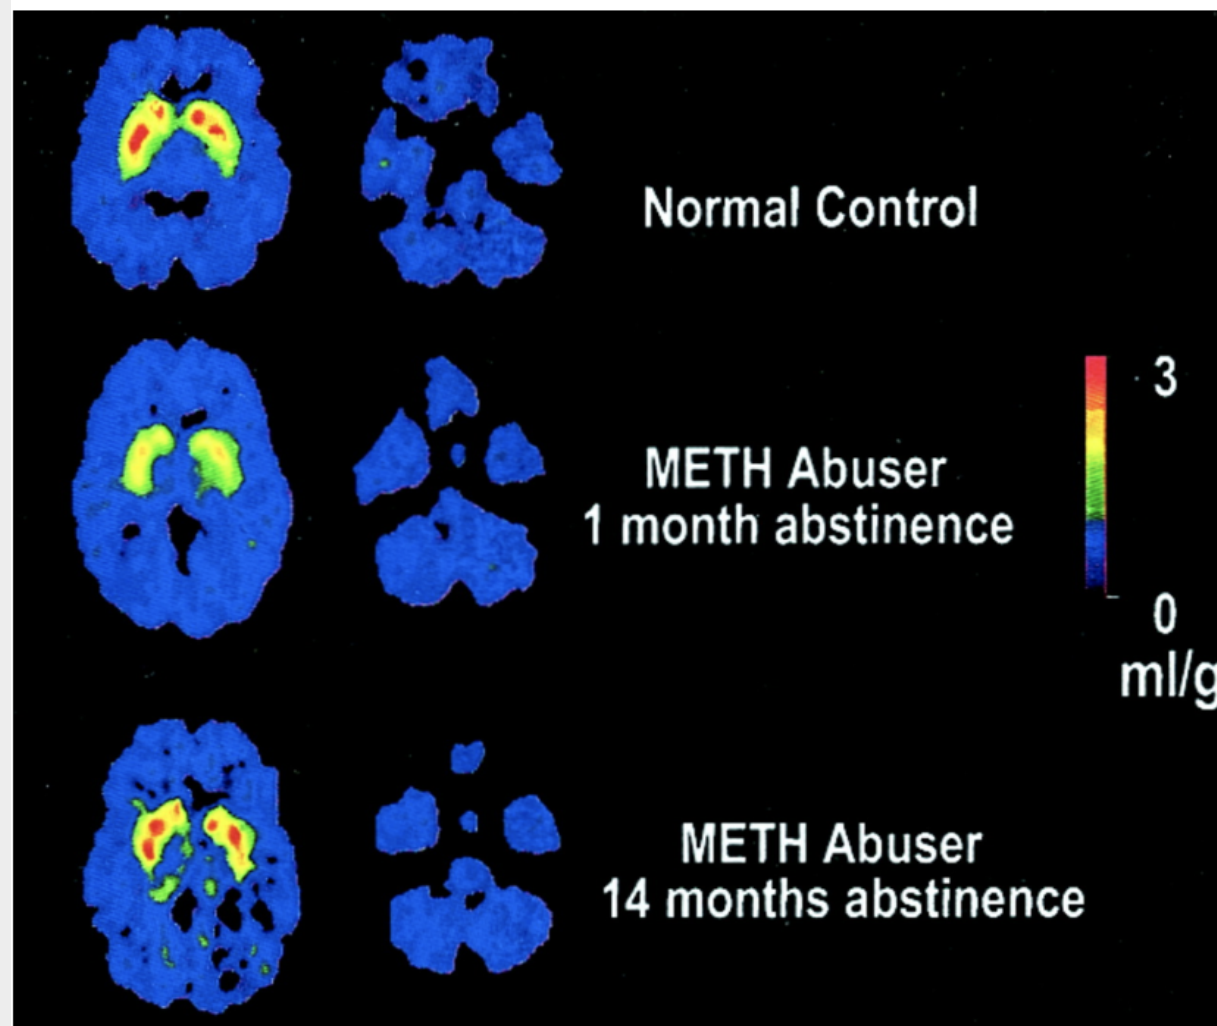 Normal Control
METH Abuser
1 month abstinence
3
0
ml/g
METH Abuser
14 months abstinence